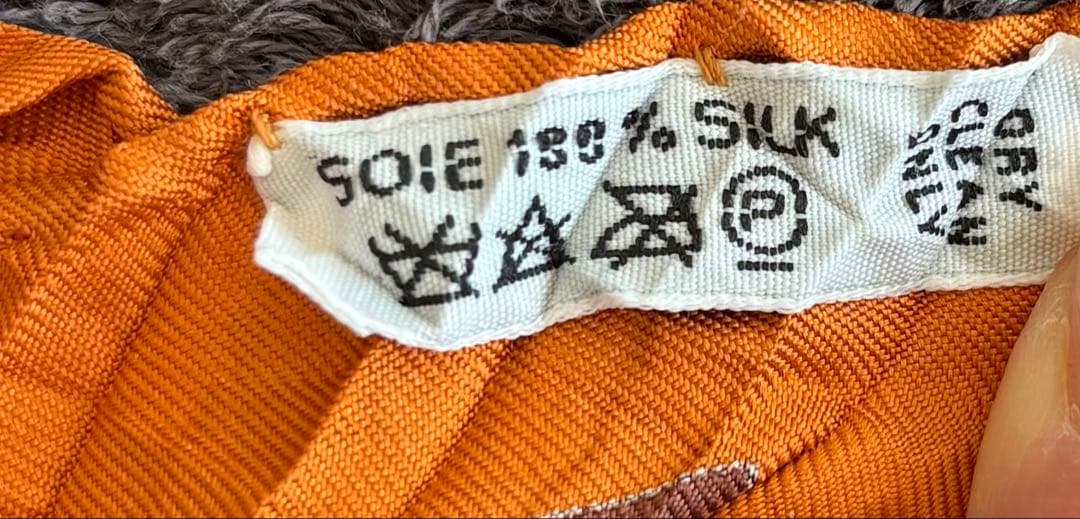 SOIE 100% SILK
P
DRY
CLEAN
ONLY